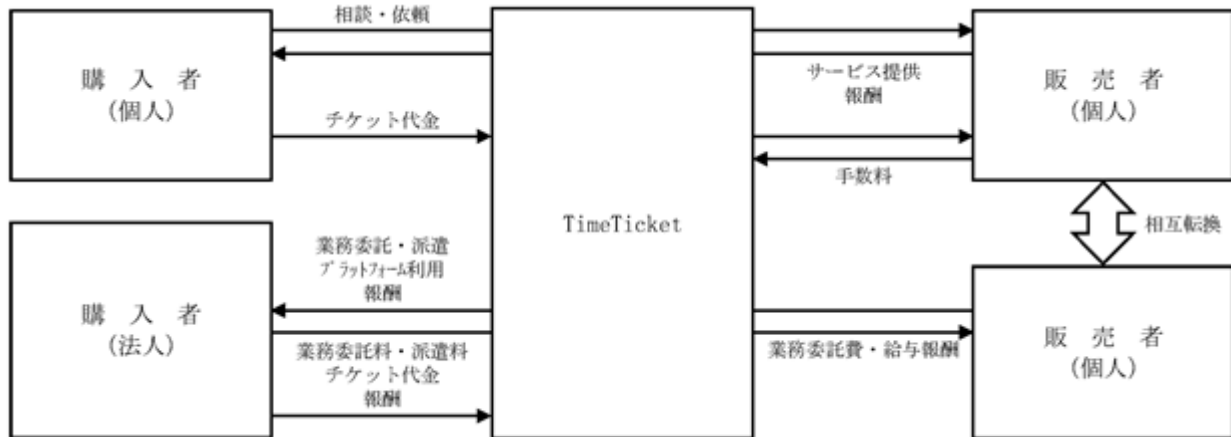 相談・依頼
購 入 者
(個人)
チケット代金
サービス提供
報酬
手数料
販 売 者
(個人)
TimeTicket
相互転換
業務委託・派遣
プラットフォーム利用
報酬
購 入 者
(法人)
業務委託料・派遣料
チケット代金
報酬
業務委託費・給与報酬
販 売 者
(個人)